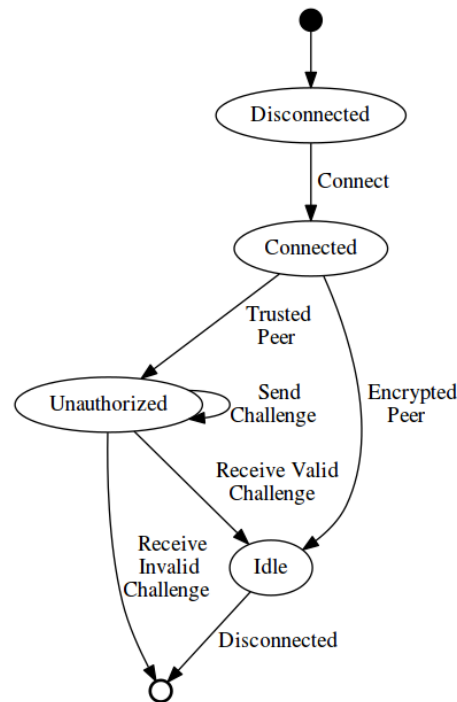 Disconnected
Connect
Connected
Trusted
Peer
Encrypted
Peer
Unauthorized
Send
Challenge
Receive Valid
Challenge
Receive
Invalid
Challenge
Idle
Disconnected